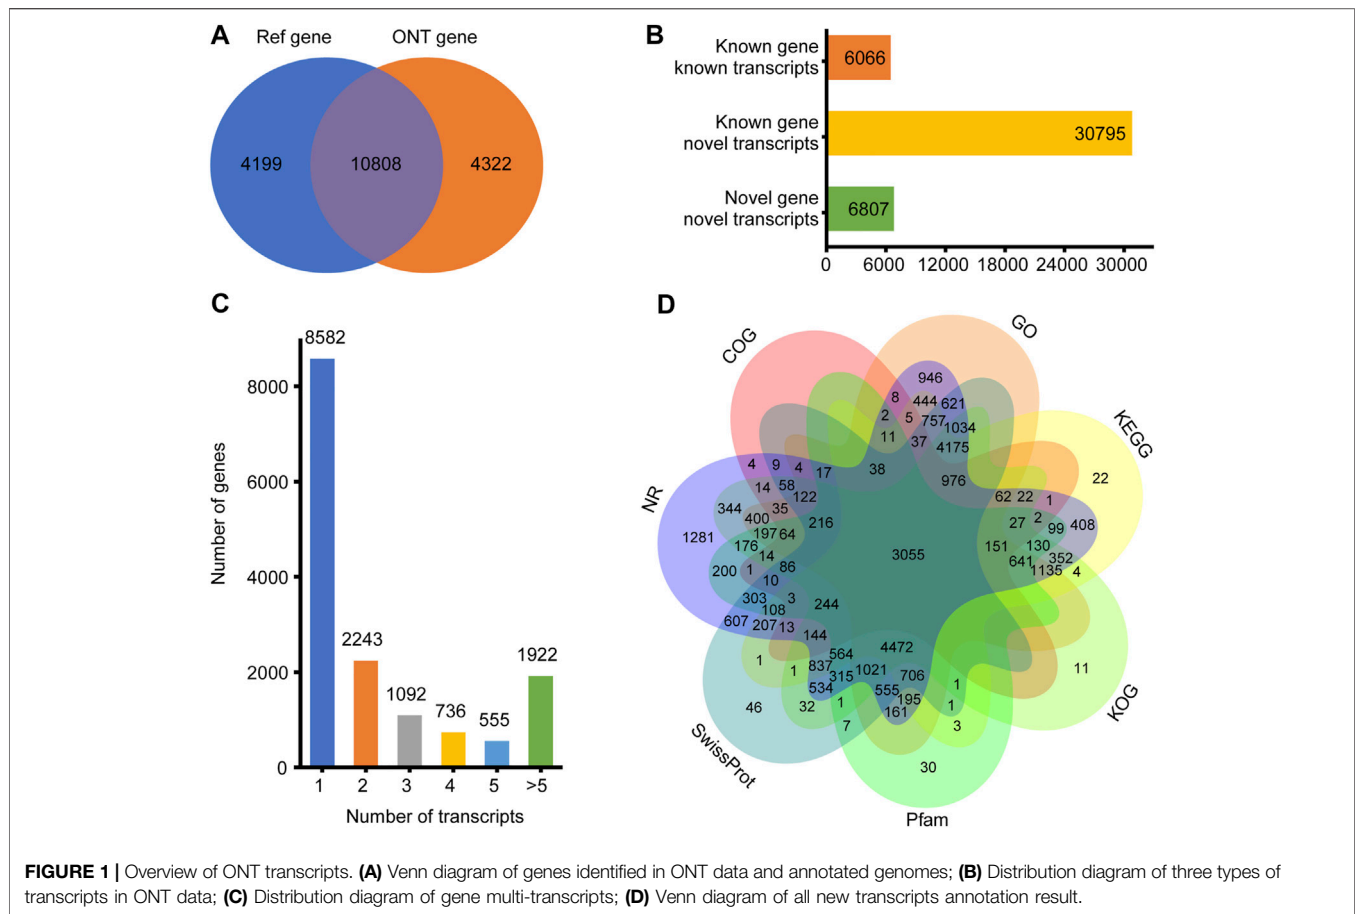 A
Ref gene
ONT gene
4199
10808
4322
B
Known gene
known transcripts
6066
Known gene
novel transcripts
30795
Novel gene
novel transcripts
6807
0 6000 12000 18000 24000 30000
C
Number of genes
8000
6000
4000
2000
0
8582
2243
1092
736
555
1922
1 2 3 4 5 >5
Number of transcripts
D
COG
GO
KEGG
KOG
Pfam
SwissProt
NR
946
8 444 621
2 5 757 1034
11 37 4175
38 976
4 9 4 17
14 58 122
344 400 35 216
1281 197 64
176 14 86
200 1 10
303 108 3 244
607 207 13 144
62 22 1 22
27 2 99 408
151 130 352
641 1135 4
3055
1 1
46 32 1 7
564 4472
837 315 1021 706
534 555 195
161
1
1
3
11
30
FIGURE 1 | Overview of ONT transcripts. (A) Venn diagram of genes identified in ONT data and annotated genomes; (B) Distribution diagram of three types of
transcripts in ONT data; (C) Distribution diagram of gene multi-transcripts; (D) Venn diagram of all new transcripts annotation result.